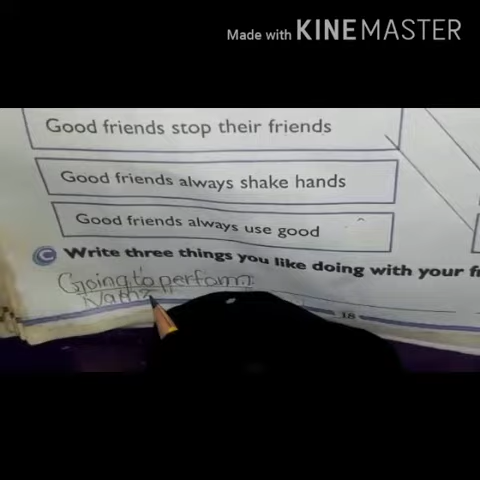 Made with KINEMASTER
Good friends stop their friends
Good friends always shake hands
Good friends always use good
C Write three things you like doing with your f
Going to perform
18